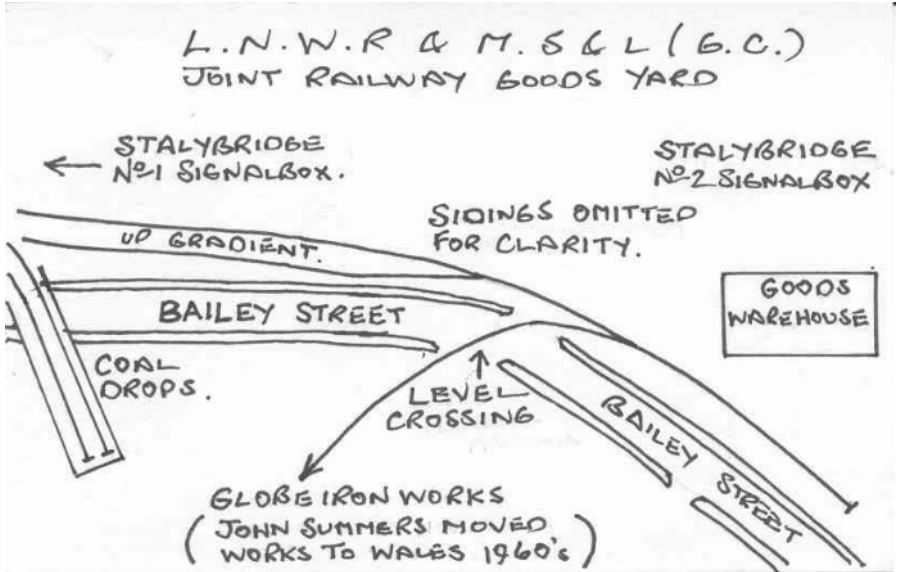 L.N.W.R & M.S & L (G.C.)
JOINT RAILWAY GOODS YARD
STALYBRIDGE
Nº1 SIGNALBOX.
STALYBRIDGE
Nº2 SIGNALBOX
SIDINGS OMITTED
FOR CLARITY.
UP GRADIENT.
GOODS
WAREHOUSE
BAILEY STREET
COAL
DROPS.
LEVEL
CROSSING
BAILEY STREET
GLOBE IRON WORKS
(JOHN SUMMERS MOVED
WORKS TO WALES 1960's)